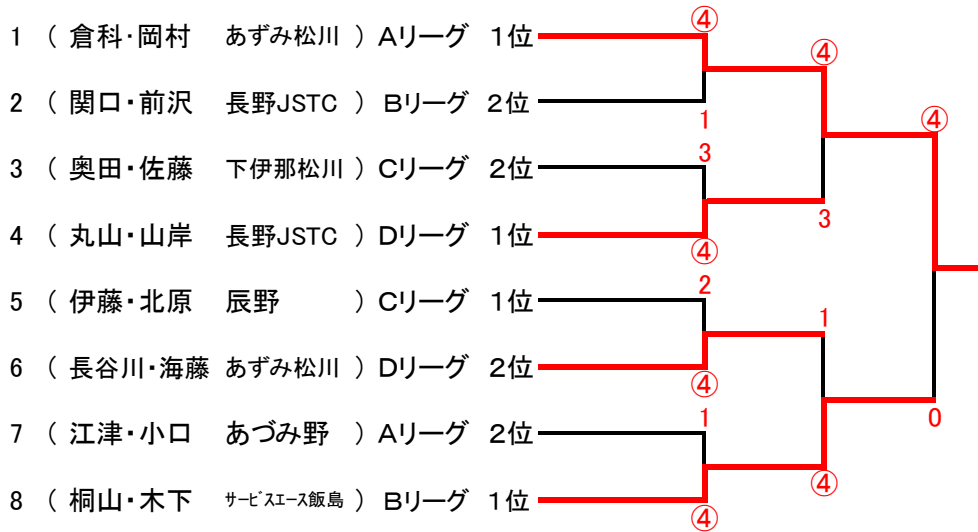 1 ( 倉科・岡村 あずみ松川 ) Aリーグ 1位 ④ ④
2 ( 関口・前沢 長野JSTC ) Bリーグ 2位 1 ④
3 ( 奥田・佐藤 下伊那松川 ) Cリーグ 2位 3
4 ( 丸山・山岸 長野JSTC ) Dリーグ 1位 ④ 3
5 ( 伊藤・北原 辰野 ) Cリーグ 1位 2 1
6 ( 長谷川・海藤 あずみ松川 ) Dリーグ 2位 ④
7 ( 江津・小口 あづみ野 ) Aリーグ 2位 1 0
8 ( 桐山・木下 サービスエース飯島 ) Bリーグ 1位 ④ ④